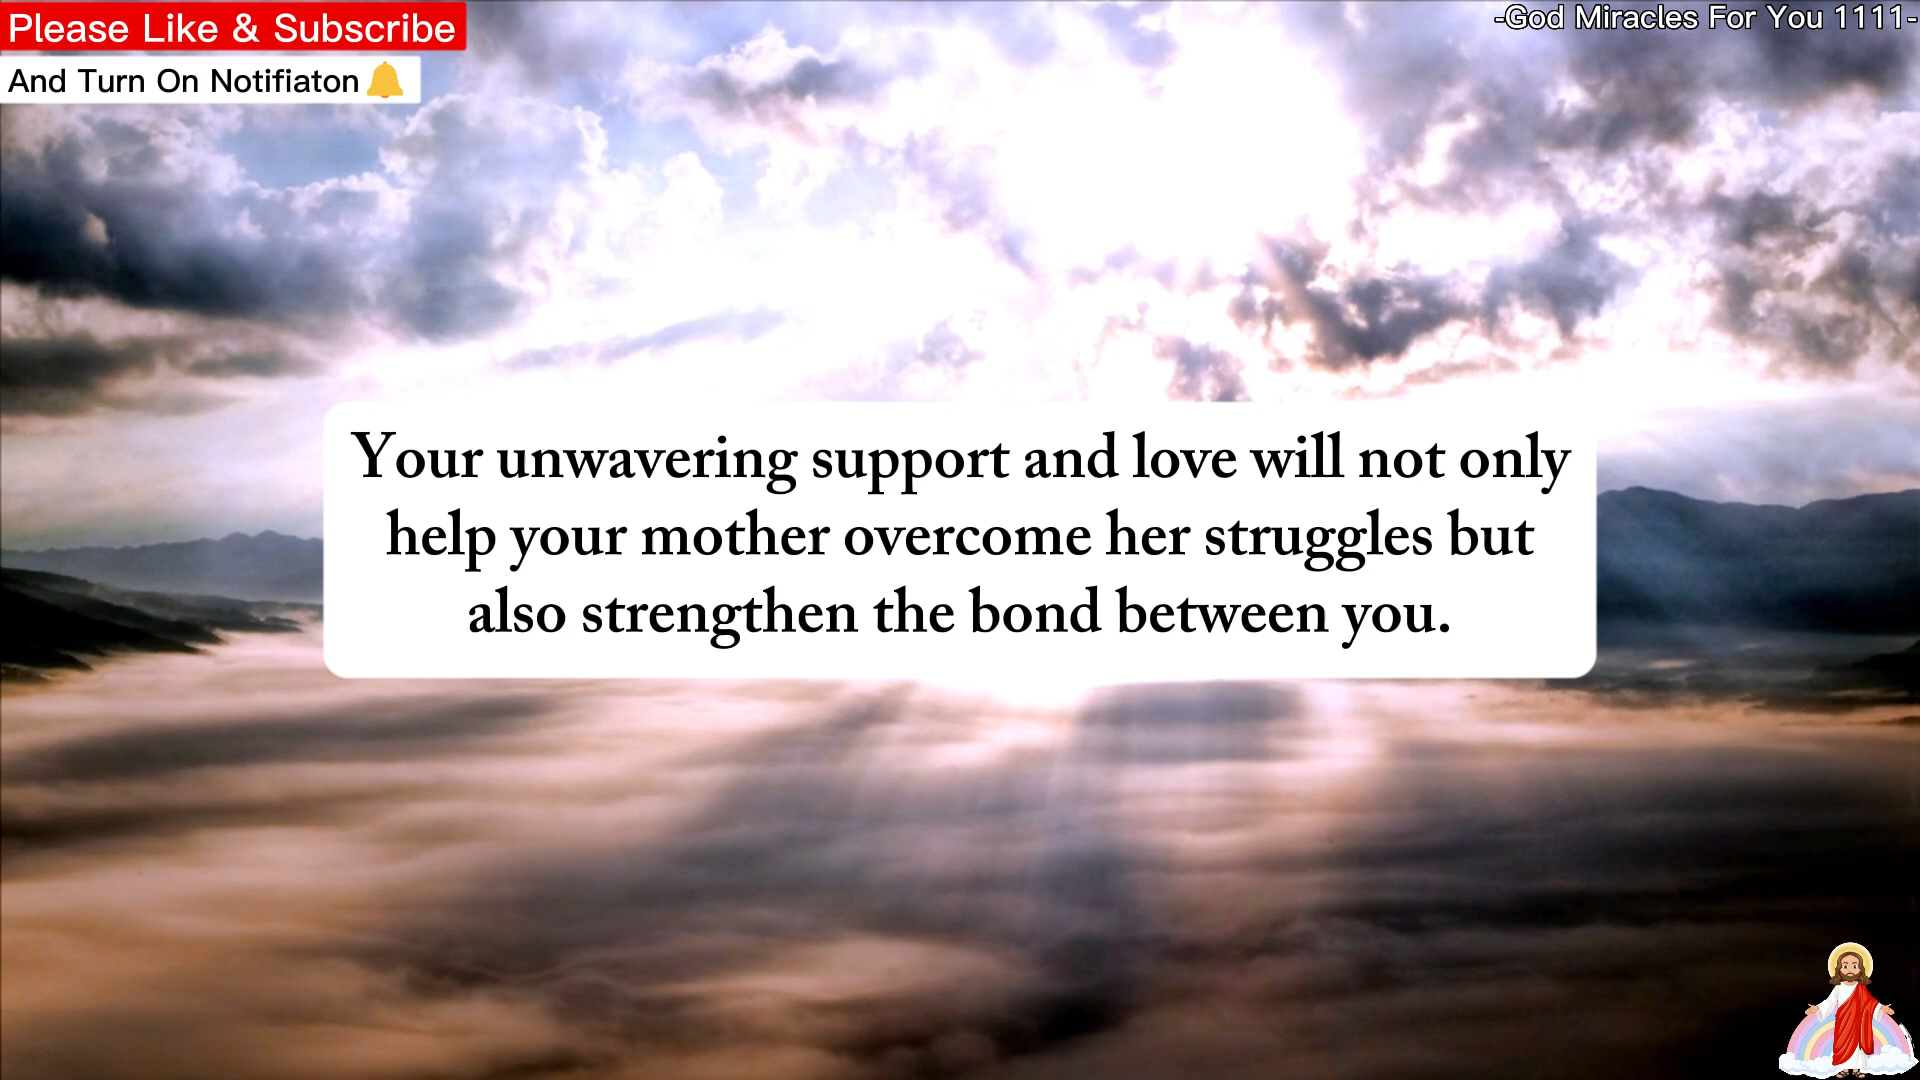 Please Like & Subscribe
And Turn On Notifiaton
-God Miracles For You 1111-
Your unwavering support and love will not only
help your mother overcome her struggles but
also strengthen the bond between you.